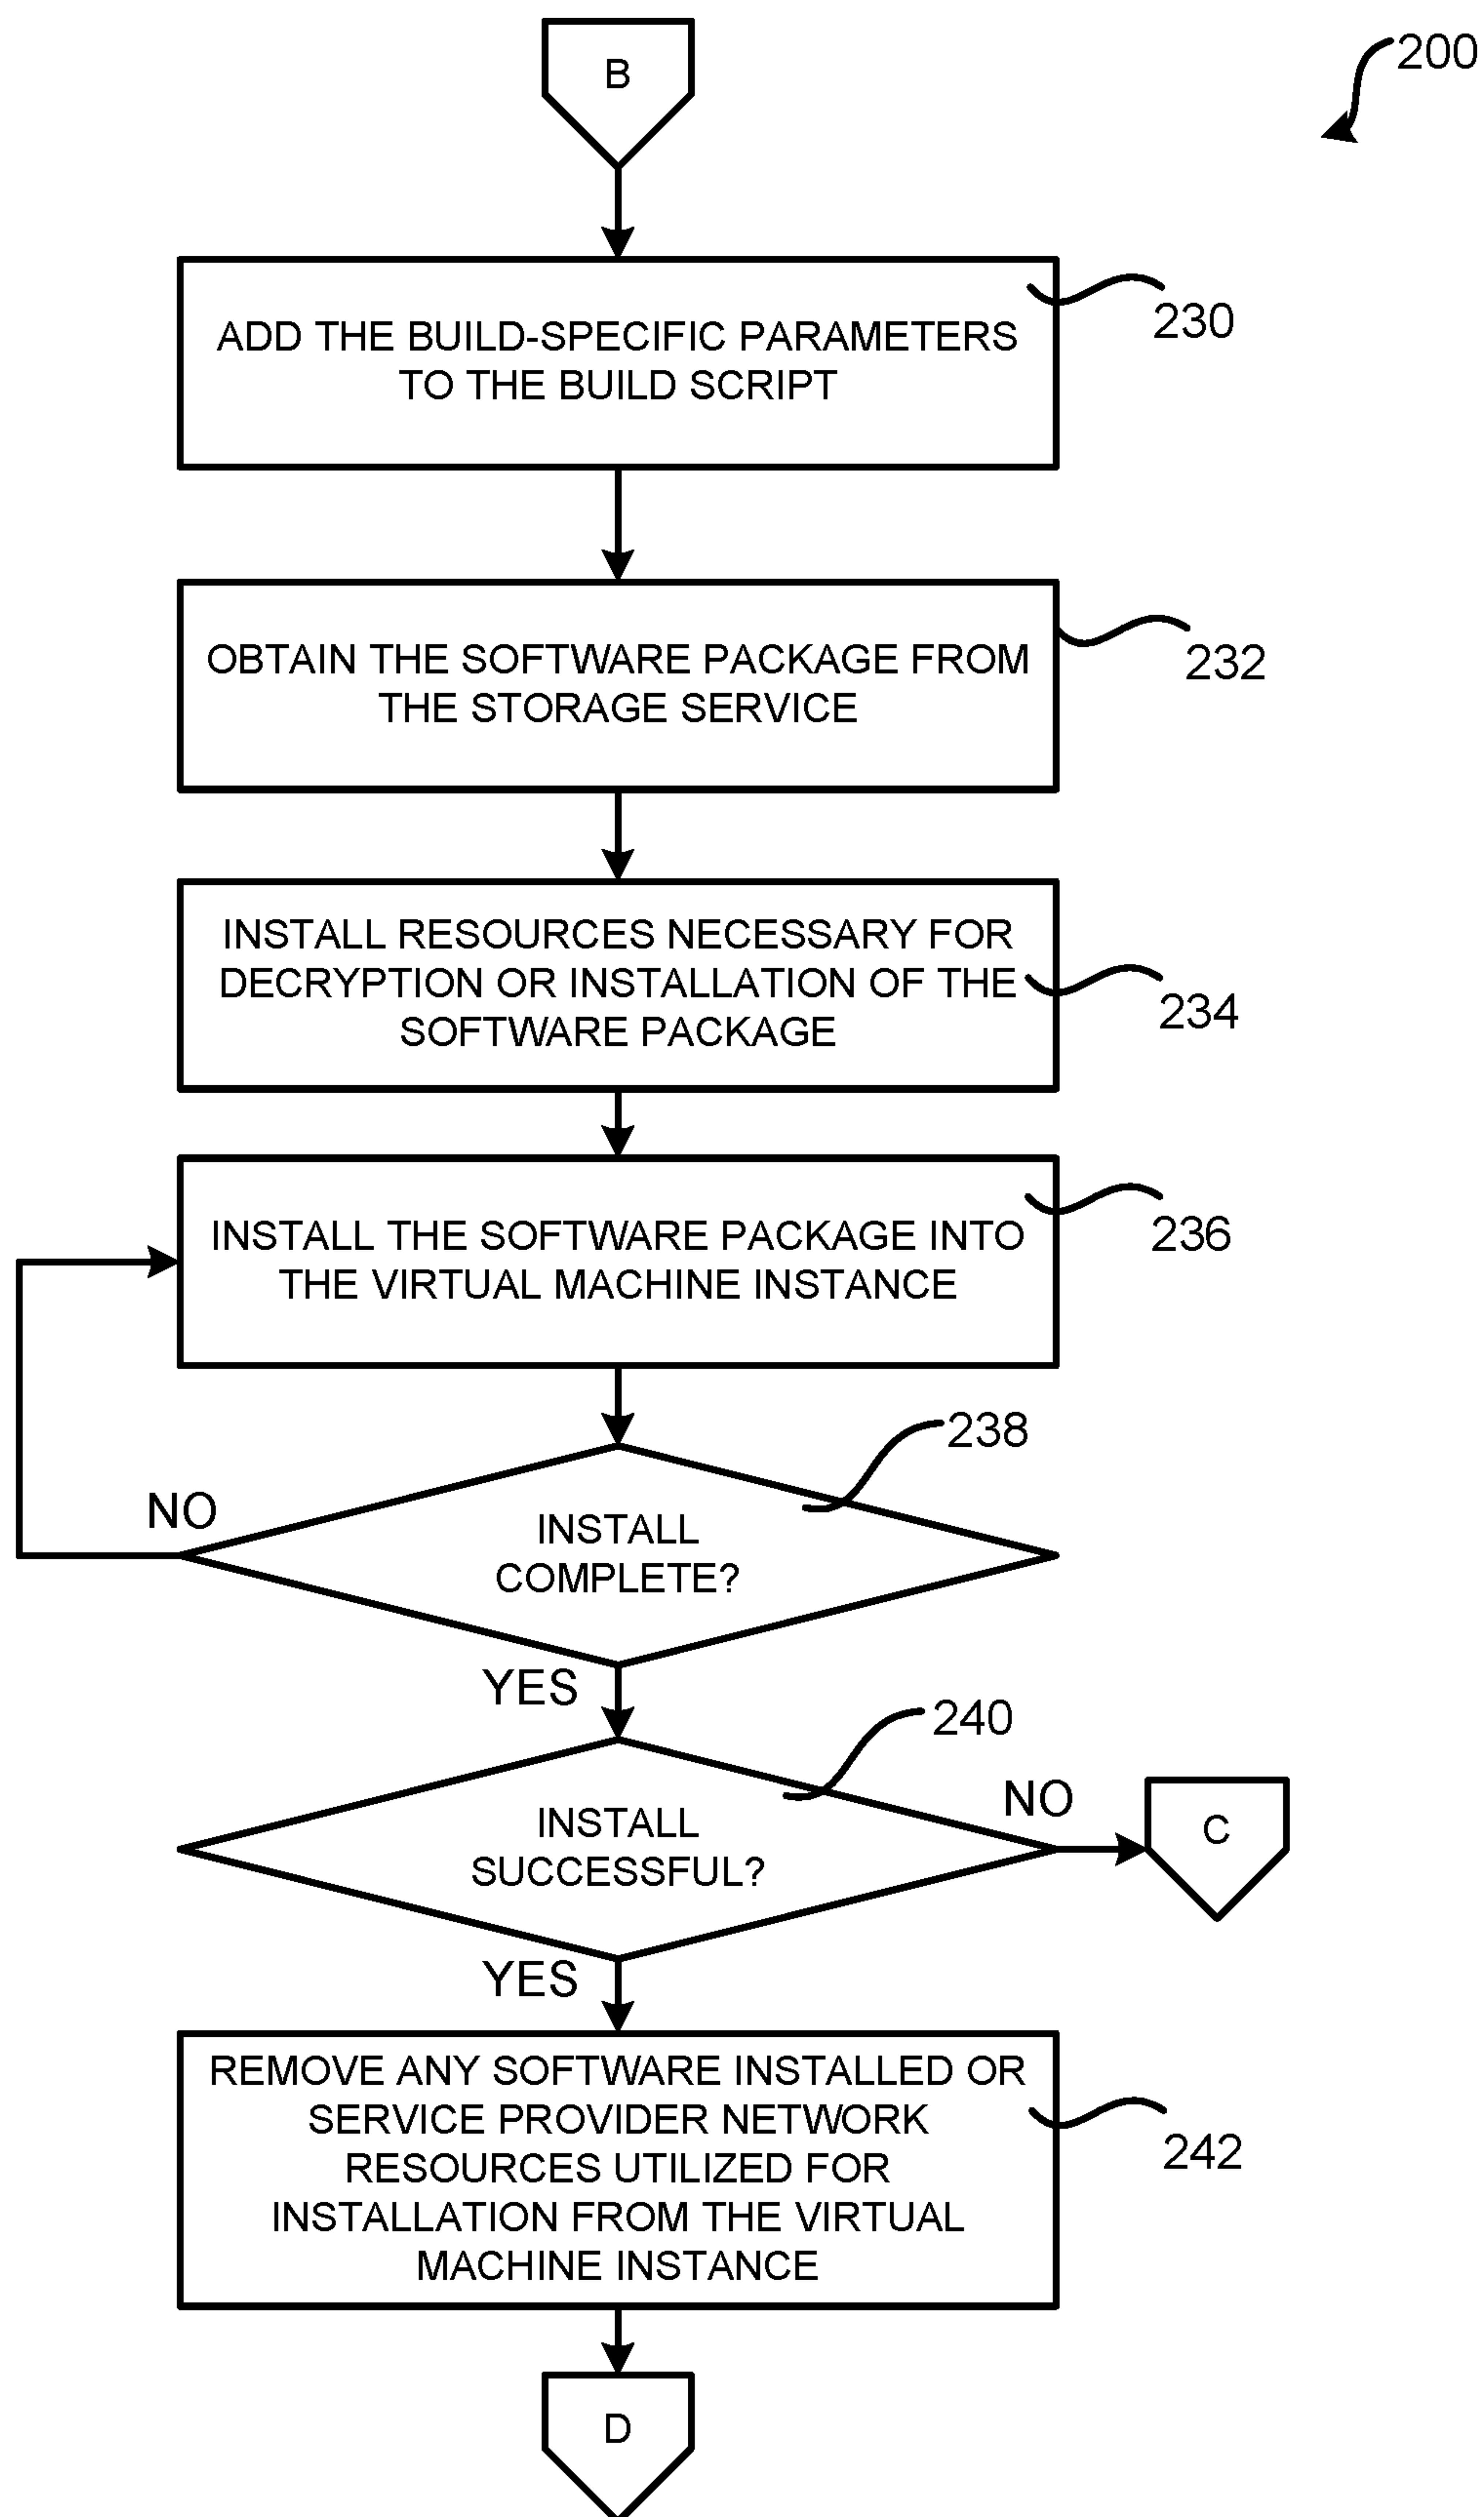 B
200
ADD THE BUILD-SPECIFIC PARAMETERS
TO THE BUILD SCRIPT
230
OBTAIN THE SOFTWARE PACKAGE FROM
THE STORAGE SERVICE
232
INSTALL RESOURCES NECESSARY FOR
DECRYPTION OR INSTALLATION OF THE
SOFTWARE PACKAGE
234
INSTALL THE SOFTWARE PACKAGE INTO
THE VIRTUAL MACHINE INSTANCE
236
238
NO
INSTALL
COMPLETE?
YES
240
INSTALL
SUCCESSFUL?
NO
C
YES
REMOVE ANY SOFTWARE INSTALLED OR
SERVICE PROVIDER NETWORK
RESOURCES UTILIZED FOR
INSTALLATION FROM THE VIRTUAL
MACHINE INSTANCE
242
D